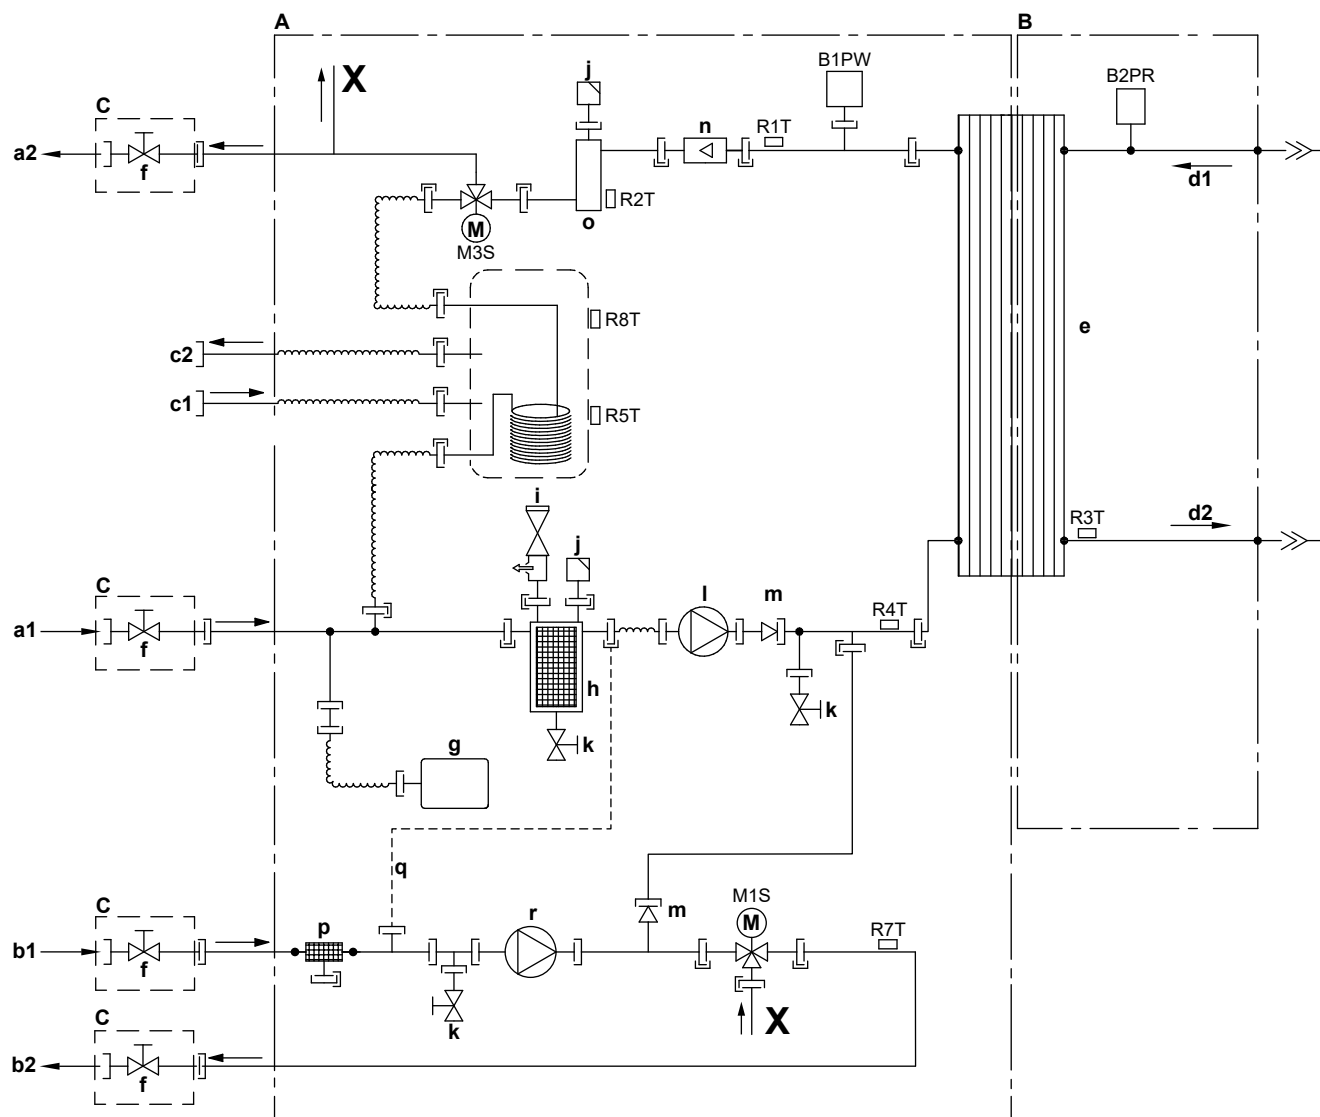 A
B
X
j
B1PW
B2PR
C
a2
f
n
R1T
d1
R2T
o
M
M3S
R8T
c2
e
c1
R5T
i
j
R3T
d2
C
a1
f
l
m
R4T
h
k
k
g
q
C
b1
f
p
r
m
M1S
M
R7T
k
X
C
b2
f